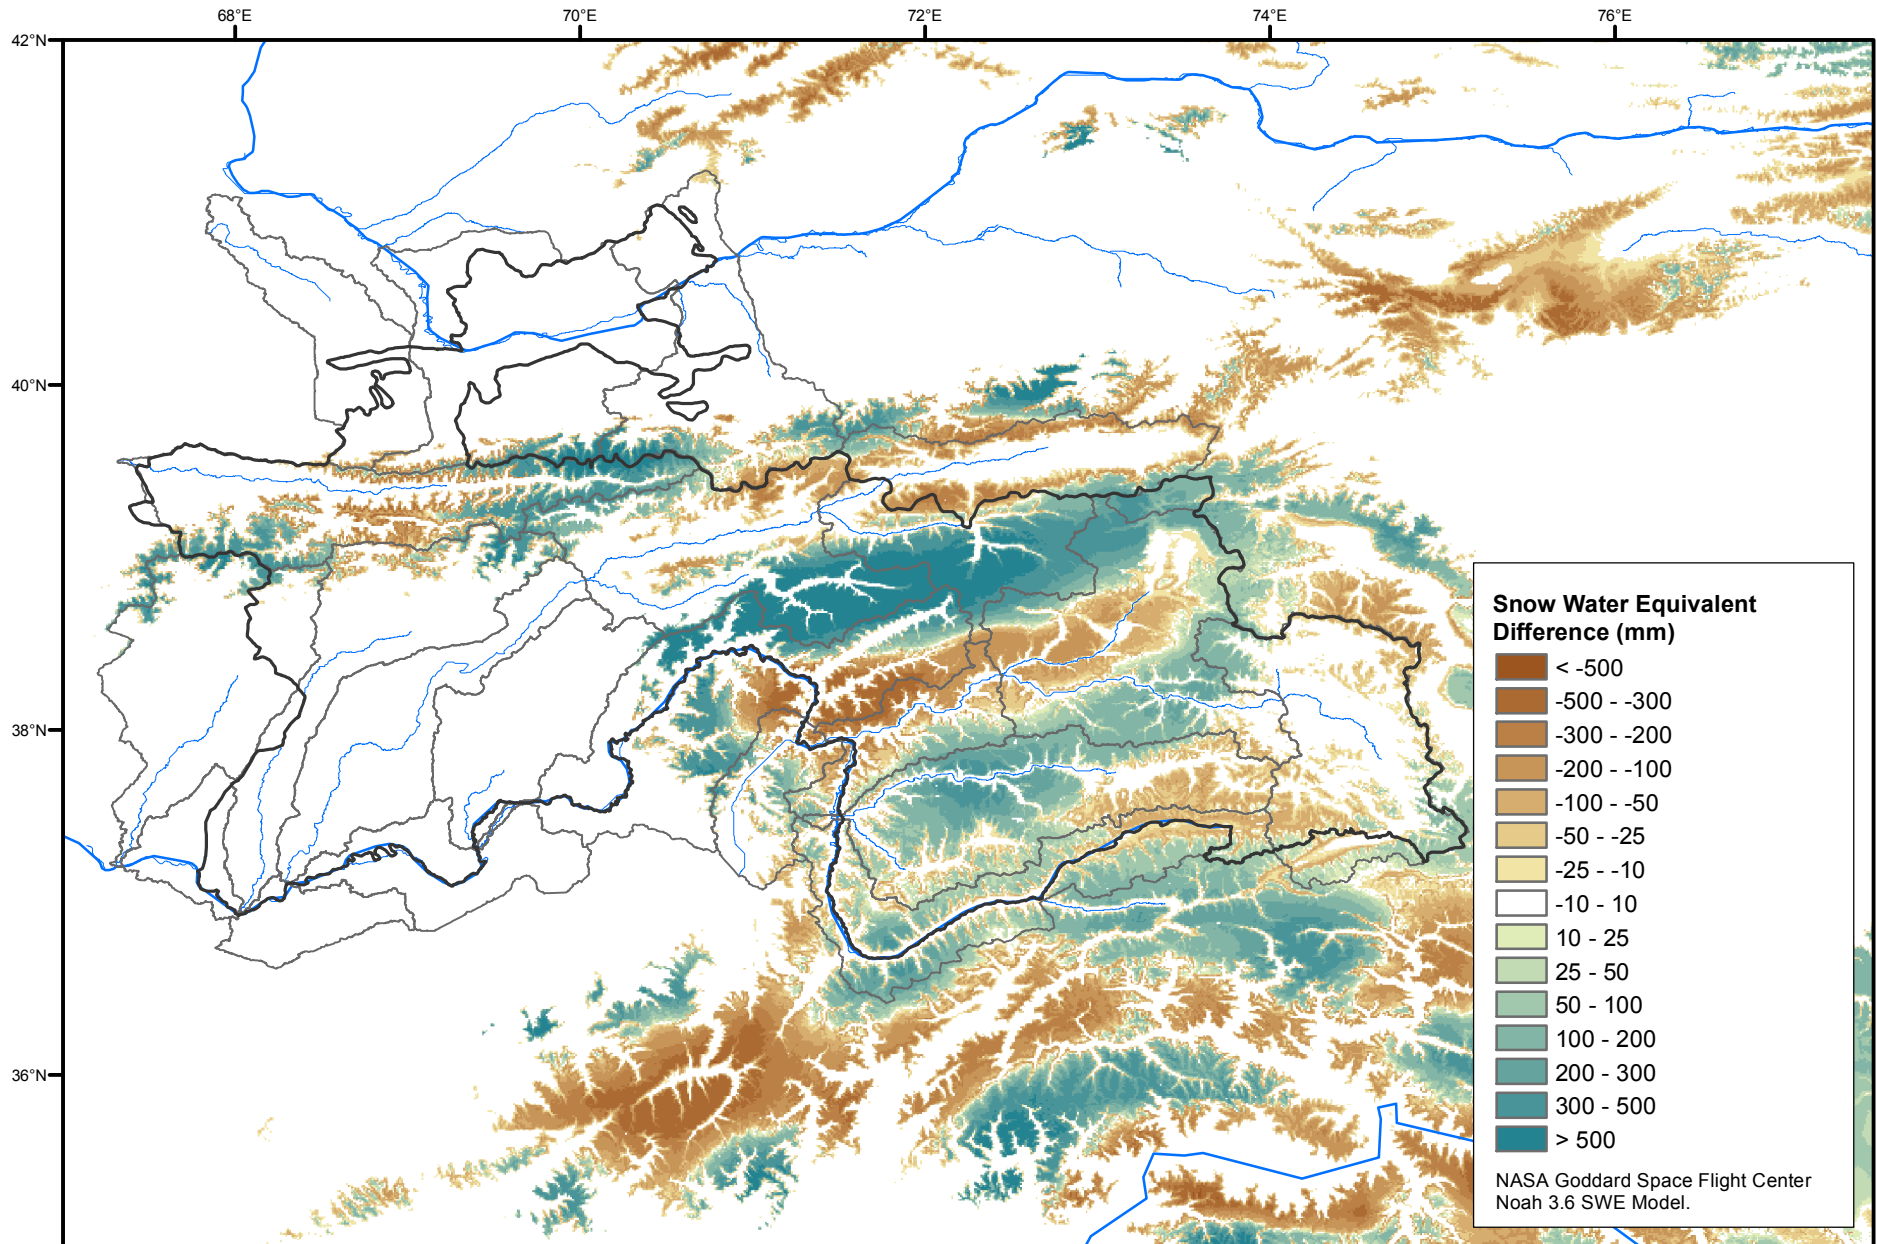 68°E
70°E
72°E
74°E
76°E
42°N
40°N
38°N
36°N
Snow Water Equivalent
Difference (mm)
< -500
-500 - -300
-300 - -200
-200 - -100
-100 - -50
-50 - -25
-25 - -10
-10 - 10
10 - 25
25 - 50
50 - 100
100 - 200
200 - 300
300 - 500
> 500
NASA Goddard Space Flight Center
Noah 3.6 SWE Model.